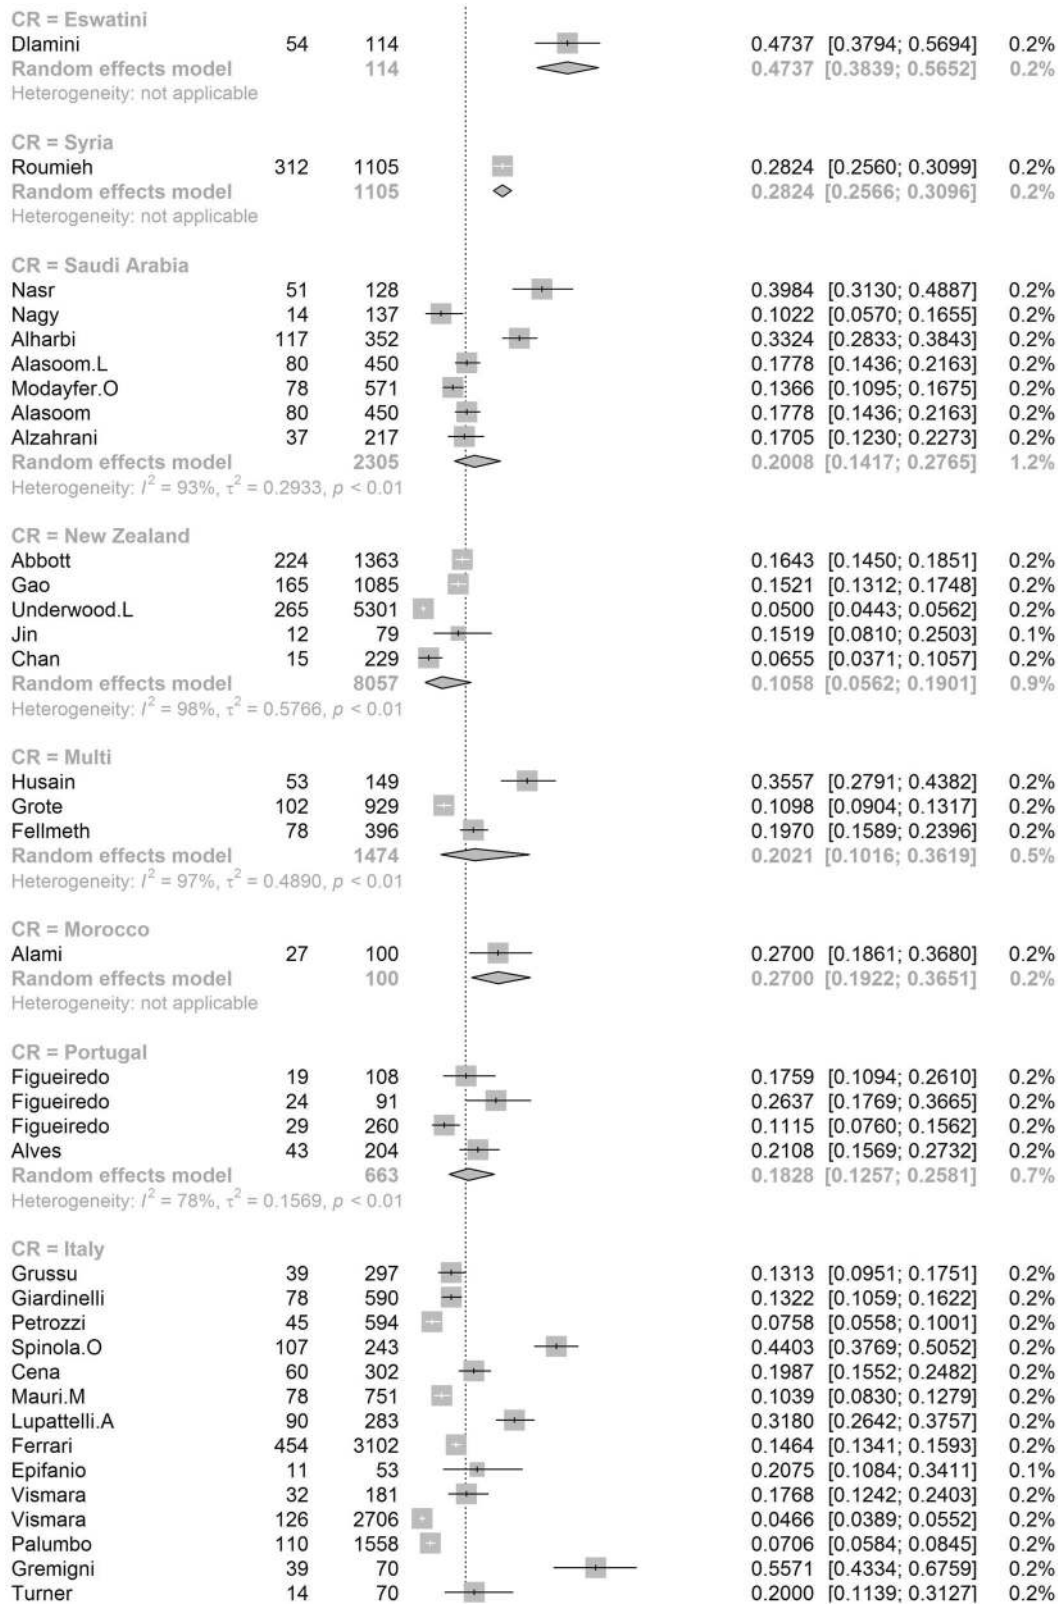 CR = Eswatini
Dlamini 54 114 0.4737 [0.3794; 0.5694] 0.2%
Random effects model 114 0.4737 [0.3839; 0.5652] 0.2%
Heterogeneity: not applicable
CR = Syria
Roumieh 312 1105 0.2824 [0.2560; 0.3099] 0.2%
Random effects model 1105 0.2824 [0.2566; 0.3096] 0.2%
Heterogeneity: not applicable
CR = Saudi Arabia
Nasr 51 128 0.3984 [0.3130; 0.4887] 0.2%
Nagy 14 137 0.1022 [0.0570; 0.1655] 0.2%
Alharbi 117 352 0.3324 [0.2833; 0.3843] 0.2%
Alasoom.L 80 450 0.1778 [0.1436; 0.2163] 0.2%
Modayfer.O 78 571 0.1366 [0.1095; 0.1675] 0.2%
Alasoom 80 450 0.1778 [0.1436; 0.2163] 0.2%
Alzahrani 37 217 0.1705 [0.1230; 0.2273] 0.2%
Random effects model 2305 0.2008 [0.1417; 0.2765] 1.2%
Heterogeneity: I² = 93%, τ² = 0.2933, p < 0.01
CR = New Zealand
Abbott 224 1363 0.1643 [0.1450; 0.1851] 0.2%
Gao 165 1085 0.1521 [0.1312; 0.1748] 0.2%
Underwood.L 265 5301 0.0500 [0.0443; 0.0562] 0.2%
Jin 12 79 0.1519 [0.0810; 0.2503] 0.1%
Chan 15 229 0.0655 [0.0371; 0.1057] 0.2%
Random effects model 8057 0.1058 [0.0562; 0.1901] 0.9%
Heterogeneity: I² = 98%, τ² = 0.5766, p < 0.01
CR = Multi
Husain 53 149 0.3557 [0.2791; 0.4382] 0.2%
Grote 102 929 0.1098 [0.0904; 0.1317] 0.2%
Fellmeth 78 396 0.1970 [0.1589; 0.2396] 0.2%
Random effects model 1474 0.2021 [0.1016; 0.3619] 0.5%
Heterogeneity: I² = 97%, τ² = 0.4890, p < 0.01
CR = Morocco
Alami 27 100 0.2700 [0.1861; 0.3680] 0.2%
Random effects model 100 0.2700 [0.1922; 0.3651] 0.2%
Heterogeneity: not applicable
CR = Portugal
Figueiredo 19 108 0.1759 [0.1094; 0.2610] 0.2%
Figueiredo 24 91 0.2637 [0.1769; 0.3665] 0.2%
Figueiredo 29 260 0.1115 [0.0760; 0.1562] 0.2%
Alves 43 204 0.2108 [0.1569; 0.2732] 0.2%
Random effects model 663 0.1828 [0.1257; 0.2581] 0.7%
Heterogeneity: I² = 78%, τ² = 0.1569, p < 0.01
CR = Italy
Grussu 39 297 0.1313 [0.0951; 0.1751] 0.2%
Giardinelli 78 590 0.1322 [0.1059; 0.1622] 0.2%
Petrozzi 45 594 0.0758 [0.0558; 0.1001] 0.2%
Spinola.O 107 243 0.4403 [0.3769; 0.5052] 0.2%
Cena 60 302 0.1987 [0.1552; 0.2482] 0.2%
Mauri.M 78 751 0.1039 [0.0830; 0.1279] 0.2%
Lupattelli.A 90 283 0.3180 [0.2642; 0.3757] 0.2%
Ferrari 454 3102 0.1464 [0.1341; 0.1593] 0.2%
Epifanio 11 53 0.2075 [0.1084; 0.3411] 0.1%
Vismara 32 181 0.1768 [0.1242; 0.2403] 0.2%
Vismara 126 2706 0.0466 [0.0389; 0.0552] 0.2%
Palumbo 110 1558 0.0706 [0.0584; 0.0845] 0.2%
Gremigni 39 70 0.5571 [0.4334; 0.6759] 0.2%
Turner 14 70 0.2000 [0.1139; 0.3127] 0.2%